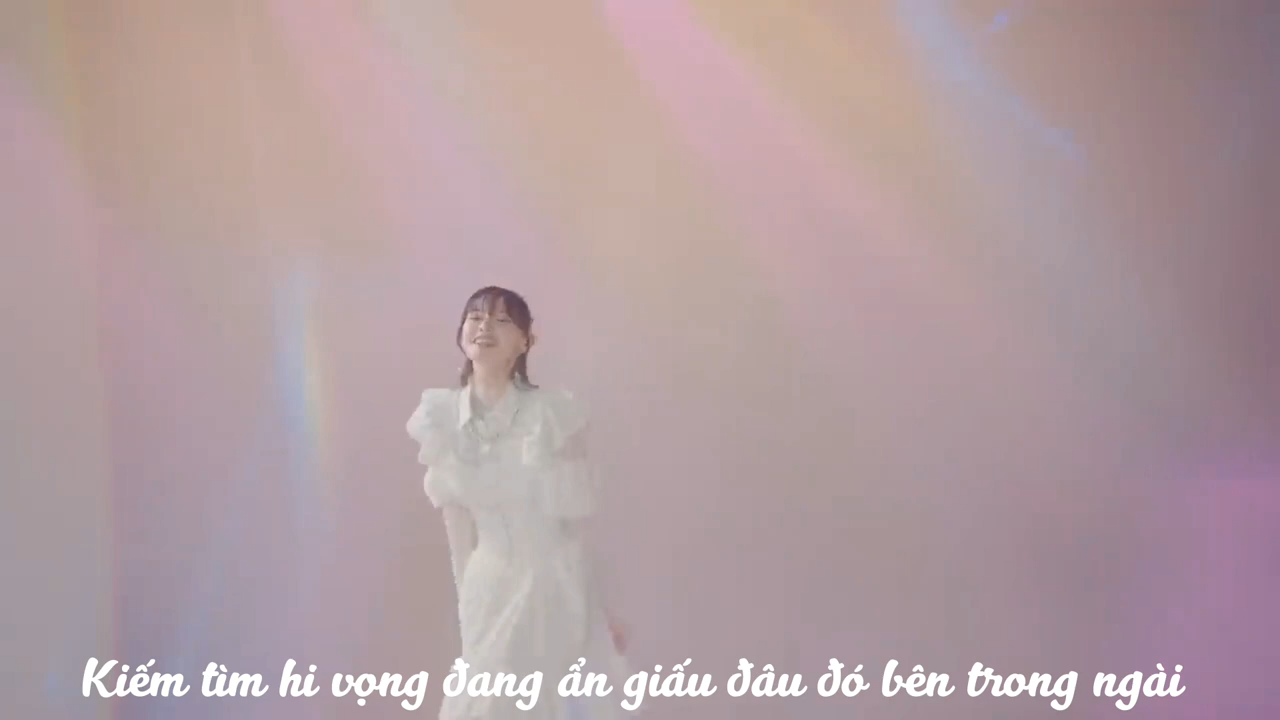 Kiếm tìm hi vọng đang ẩn giấu đâu đó bên trong ngài